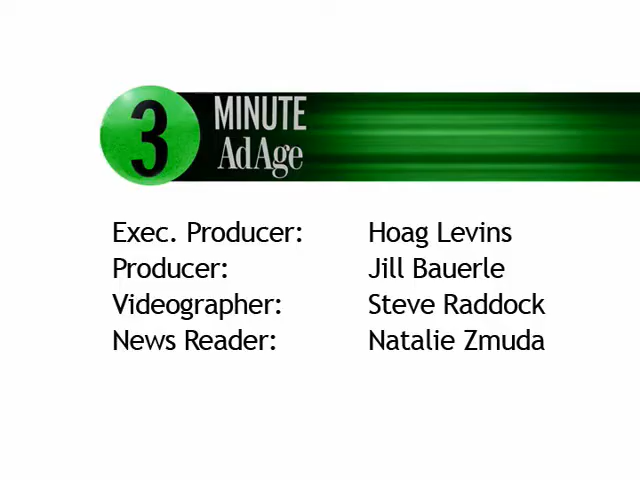 3 MINUTE
AdAge
Exec. Producer: Hoag Levins
Producer: Jill Bauerle
Videographer: Steve Raddock
News Reader: Natalie Zmuda